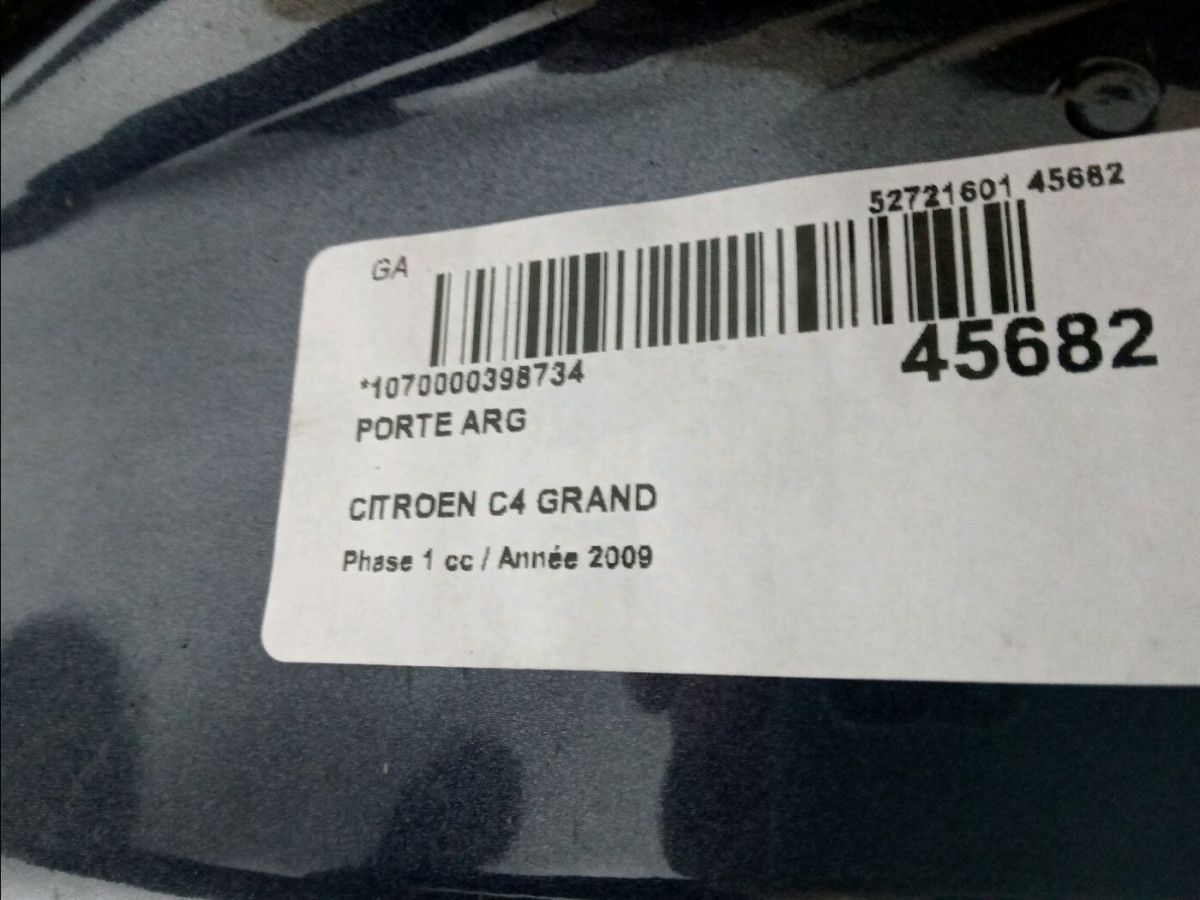 52721601 45682
GA
45682
*1070000398734
PORTE ARG
CITROEN C4 GRAND
Phase 1 cc / Année 2009